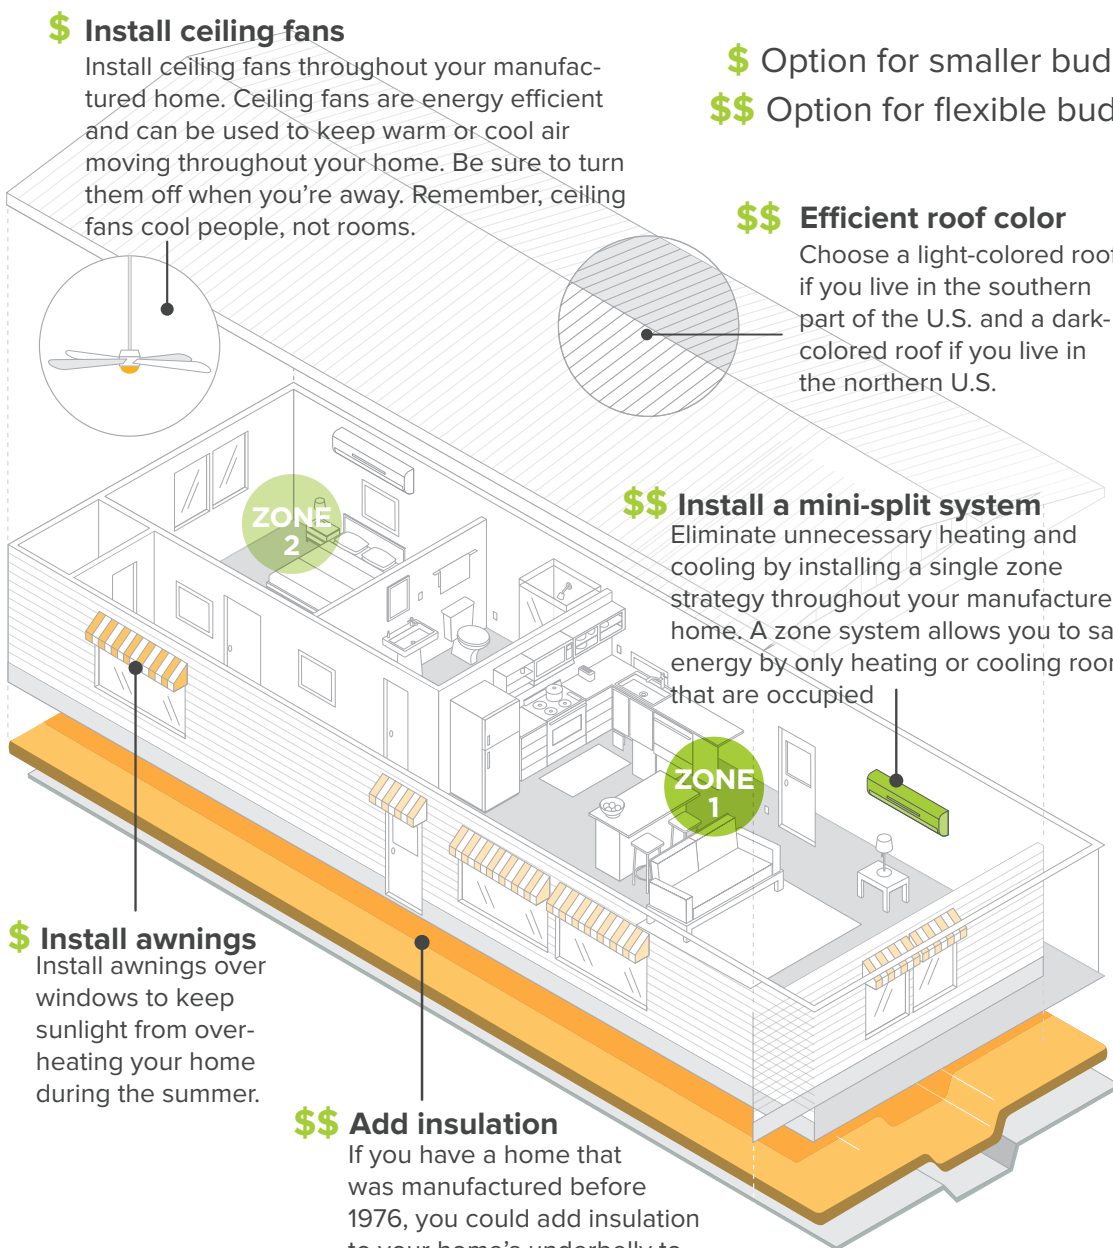 $ Install ceiling fans
Install ceiling fans throughout your manufac-
tured home. Ceiling fans are energy efficient
and can be used to keep warm or cool air
moving throughout your home. Be sure to turn
them off when you’re away. Remember, ceiling
fans cool people, not rooms.
$ Option for smaller bud
$$ Option for flexible bud
$$ Efficient roof color
Choose a light-colored roof
if you live in the southern
part of the U.S. and a dark-
colored roof if you live in
the northern U.S.
$$ Install a mini-split system
Eliminate unnecessary heating and
cooling by installing a single zone
strategy throughout your manufacture
home. A zone system allows you to sa
energy by only heating or cooling roo
that are occupied
ZONE
2
ZONE
1
$ Install awnings
Install awnings over
windows to keep
sunlight from over-
heating your home
during the summer.
$$ Add insulation
If you have a home that
was manufactured before
1976, you could add insulation
to your home’s underbelly to